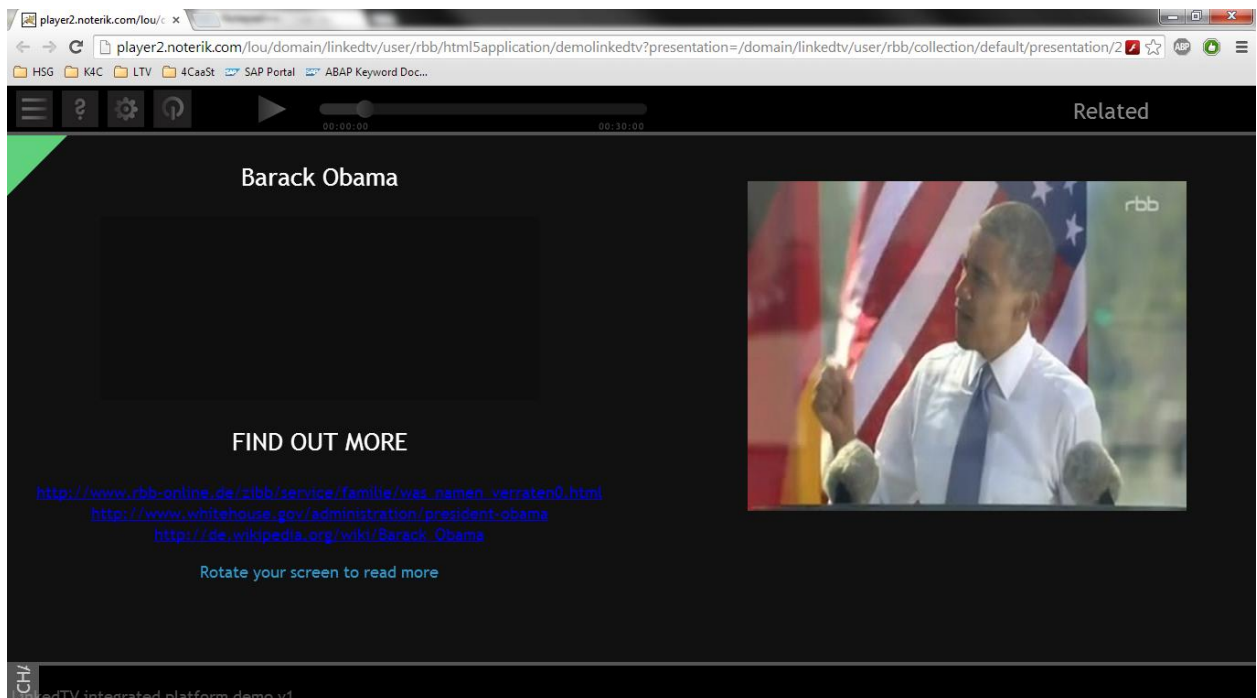 player2.noterik.com/lou/c
player2.noterik.com/lou/domain/linkedtv/user/rbb/html5application/demolinkedtv?presentation=/domain/linkedtv/user/rbb/collection/default/presentation/2
ABP
HSG K4C LTV 4CaaSt SAP Portal ABAP Keyword Doc...
00:00:00 00:30:00
Related
Barack Obama
rbb
FIND OUT MORE
http://www.rbb-online.de/zibb/service/familie/was_namen_verraten0.html
http://www.whitehouse.gov/administration/president-obama
http://de.wikipedia.org/wiki/Barack_Obama
Rotate your screen to read more
LinkedTV integrated platform demo v1